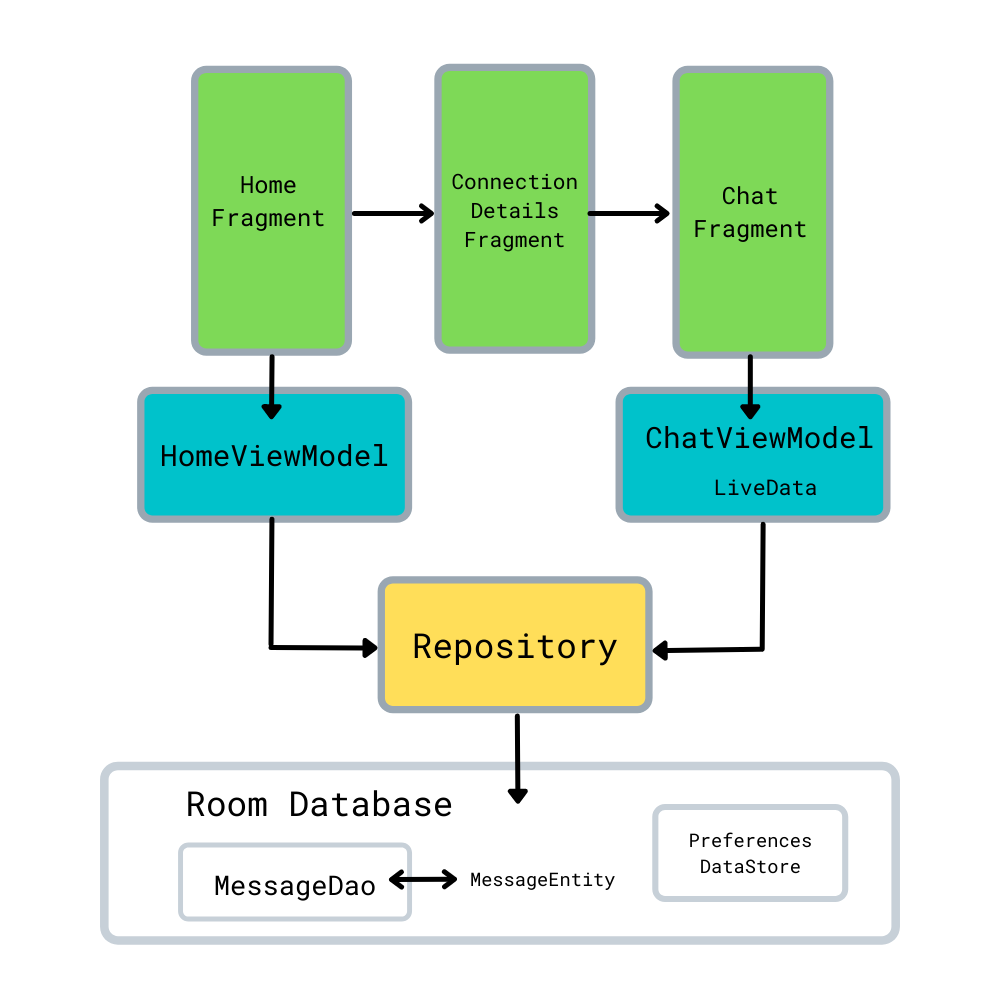 Home
Fragment
Connection
Details
Fragment
Chat
Fragment
HomeViewModel
ChatViewModel
LiveData
Repository
Room Database
MessageDao
MessageEntity
Preferences
DataStore